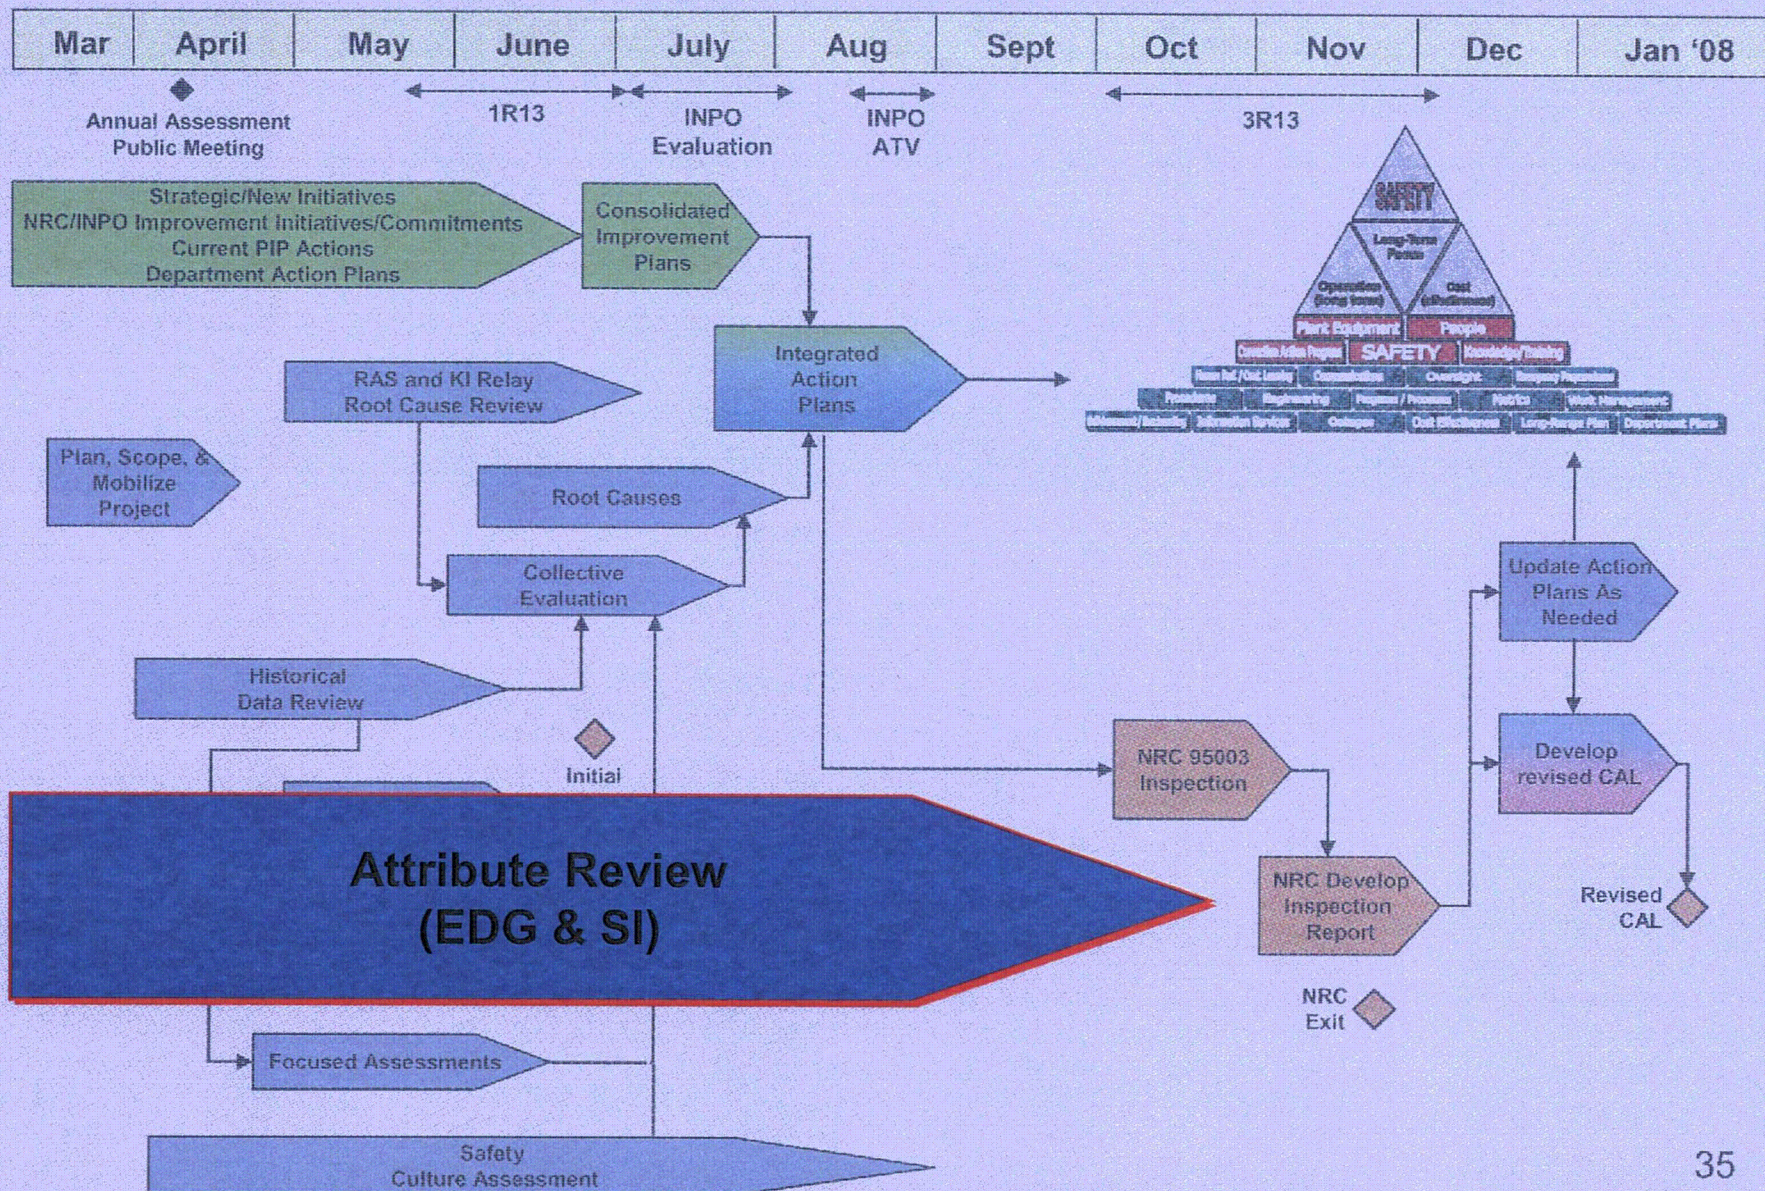 Mar April May June July Aug Sept Oct Nov Dec Jan '08
Annual Assessment
Public Meeting
1R13
INPO
Evaluation
INPO
ATV
3R13
Strategic/New Initiatives
NRC/INPO Improvement Initiatives/Commitments
Current PIP Actions
Department Action Plans
Consolidated
Improvement
Plans
SAFETY
Long-Term
Focus
Operation
(long term)
Cost
Plant Equipment
People
SAFETY
Integrated
Action
Plans
RAS and KI Relay
Root Cause Review
Plan, Scope, &
Mobilize
Project
Root Causes
Collective
Evaluation
Historical
Data Review
Initial
Update Action
Plans As
Needed
NRC 95003
Inspection
Develop
revised CAL
Attribute Review
(EDG & SI)
NRC Develop
Inspection
Report
Revised
CAL
NRC
Exit
Focused Assessments
Safety
Culture Assessment
35